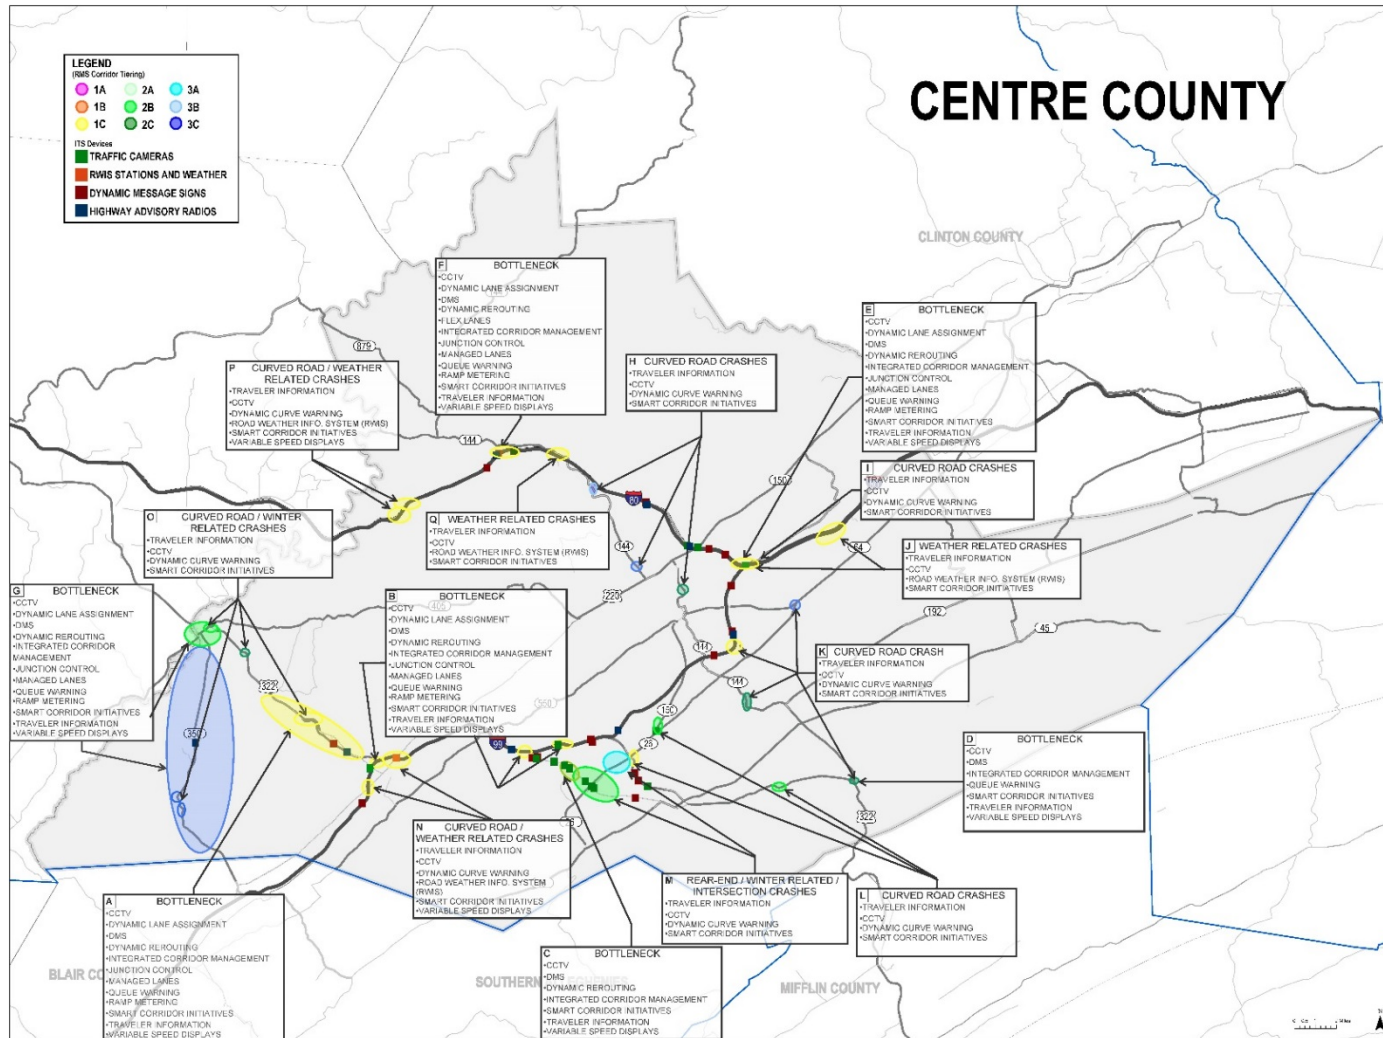 CENTRE COUNTY
LEGEND
(RMS Corridor Tiering)
1A 2A 3A
1B 2B 3B
1C 2C 3C
ITS Devices
TRAFFIC CAMERAS
RWIS STATIONS AND WEATHER
DYNAMIC MESSAGE SIGNS
HIGHWAY ADVISORY RADIOS
CLINTON COUNTY
F BOTTLENECK
•CCTV
•DYNAMIC LANE ASSIGNMENT
•DMS
•DYNAMIC REROUTING
•FLEX LANES
•INTEGRATED CORRIDOR MANAGEMENT
•JUNCTION CONTROL
•MANAGED LANES
•QUEUE WARNING
•RAMP METERING
•SMART CORRIDOR INITIATIVES
•TRAVELER INFORMATION
•VARIABLE SPEED DISPLAYS
E BOTTLENECK
•CCTV
•DYNAMIC LANE ASSIGNMENT
•DMS
•DYNAMIC REROUTING
•INTEGRATED CORRIDOR MANAGEMENT
•JUNCTION CONTROL
•MANAGED LANES
•QUEUE WARNING
•RAMP METERING
•SMART CORRIDOR INITIATIVES
•TRAVELER INFORMATION
•VARIABLE SPEED DISPLAYS
879
P CURVED ROAD / WEATHER
RELATED CRASHES
•TRAVELER INFORMATION
•CCTV
•DYNAMIC CURVE WARNING
•ROAD WEATHER INFO. SYSTEM (RWIS)
•SMART CORRIDOR INITIATIVES
•VARIABLE SPEED DISPLAYS
H CURVED ROAD CRASHES
•TRAVELER INFORMATION
•CCTV
•DYNAMIC CURVE WARNING
•SMART CORRIDOR INITIATIVES
144
150
I CURVED ROAD CRASHES
•TRAVELER INFORMATION
•CCTV
•DYNAMIC CURVE WARNING
•SMART CORRIDOR INITIATIVES
80
O CURVED ROAD / WINTER
RELATED CRASHES
•TRAVELER INFORMATION
•CCTV
•DYNAMIC CURVE WARNING
•SMART CORRIDOR INITIATIVES
Q WEATHER RELATED CRASHES
•TRAVELER INFORMATION
•CCTV
•ROAD WEATHER INFO. SYSTEM (RWIS)
•SMART CORRIDOR INITIATIVES
144
64
J WEATHER RELATED CRASHES
•TRAVELER INFORMATION
•CCTV
•ROAD WEATHER INFO. SYSTEM (RWIS)
•SMART CORRIDOR INITIATIVES
G BOTTLENECK
•CCTV
•DYNAMIC LANE ASSIGNMENT
•DMS
•DYNAMIC REROUTING
•INTEGRATED CORRIDOR
MANAGEMENT
•JUNCTION CONTROL
•MANAGED LANES
•QUEUE WARNING
•RAMP METERING
•SMART CORRIDOR INITIATIVES
•TRAVELER INFORMATION
•VARIABLE SPEED DISPLAYS
B BOTTLENECK
•CCTV
•DYNAMIC LANE ASSIGNMENT
•DMS
•DYNAMIC REROUTING
•INTEGRATED CORRIDOR MANAGEMENT
•JUNCTION CONTROL
•MANAGED LANES
•QUEUE WARNING
•RAMP METERING
•SMART CORRIDOR INITIATIVES
•TRAVELER INFORMATION
•VARIABLE SPEED DISPLAYS
220
192
45
144
K CURVED ROAD CRASH
•TRAVELER INFORMATION
•CCTV
•DYNAMIC CURVE WARNING
•SMART CORRIDOR INITIATIVES
144
322
150
350
99
D BOTTLENECK
•CCTV
•DMS
•INTEGRATED CORRIDOR MANAGEMENT
•QUEUE WARNING
•SMART CORRIDOR INITIATIVES
•TRAVELER INFORMATION
•VARIABLE SPEED DISPLAYS
322
N CURVED ROAD /
WEATHER RELATED CRASHES
•TRAVELER INFORMATION
•CCTV
•DYNAMIC CURVE WARNING
•ROAD WEATHER INFO. SYSTEM
(RWIS)
•SMART CORRIDOR INITIATIVES
•VARIABLE SPEED DISPLAYS
M REAR-END / WINTER RELATED /
INTERSECTION CRASHES
•TRAVELER INFORMATION
•CCTV
•DYNAMIC CURVE WARNING
•SMART CORRIDOR INITIATIVES
L CURVED ROAD CRASHES
•TRAVELER INFORMATION
•CCTV
•DYNAMIC CURVE WARNING
•SMART CORRIDOR INITIATIVES
A BOTTLENECK
•CCTV
•DYNAMIC LANE ASSIGNMENT
•DMS
•DYNAMIC REROUTING
•INTEGRATED CORRIDOR MANAGEMENT
•JUNCTION CONTROL
•MANAGED LANES
•QUEUE WARNING
•RAMP METERING
•SMART CORRIDOR INITIATIVES
•TRAVELER INFORMATION
•VARIABLE SPEED DISPLAYS
C BOTTLENECK
•CCTV
•DMS
•DYNAMIC REROUTING
•INTEGRATED CORRIDOR MANAGEMENT
•SMART CORRIDOR INITIATIVES
•TRAVELER INFORMATION
•VARIABLE SPEED DISPLAYS
BLAIR CO
SOUTHERN
MIFFLIN COUNTY